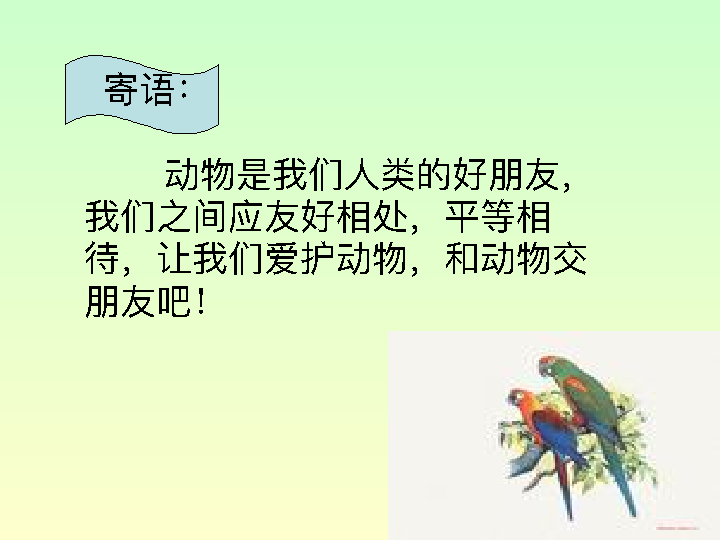 寄语：
动物是我们人类的好朋友，
我们之间应友好相处，平等相
待，让我们爱护动物，和动物交
朋友吧！